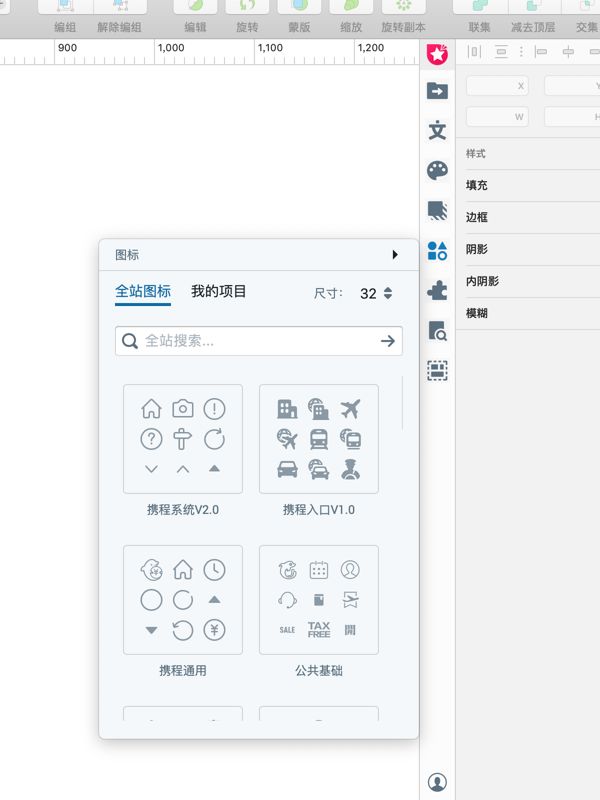 编组 解除编组 编辑 旋转 蒙版 缩放 旋转副本 联集 减去顶层 交集
900 1,000 1,100 1,200
X Y
W H
样式
填充
边框
阴影
内阴影
模糊
文
图标
全站图标 我的项目 尺寸: 32
全站搜索...
携程系统V2.0 携程入口V1.0
SALE TAX FREE 開
携程通用 公共基础